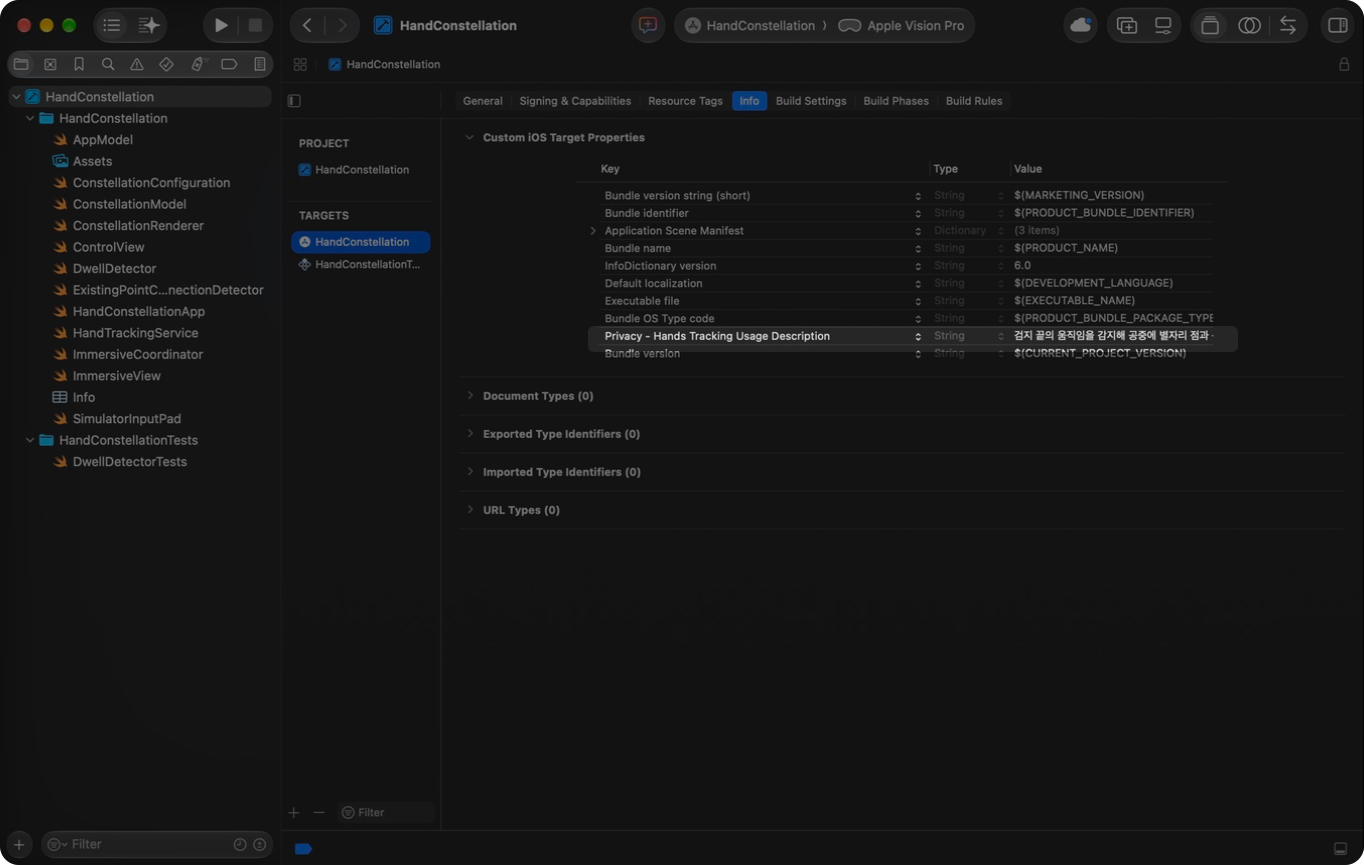 HandConstellation
HandConstellation 〉 Apple Vision Pro
HandConstellation
HandConstellation
HandConstellation
AppModel
Assets
ConstellationConfiguration
ConstellationModel
ConstellationRenderer
ControlView
DwellDetector
ExistingPointC...nectionDetector
HandConstellationApp
HandTrackingService
ImmersiveCoordinator
ImmersiveView
Info
SimulatorInputPad
HandConstellationTests
DwellDetectorTests
Filter
General Signing & Capabilities Resource Tags Info Build Settings Build Phases Build Rules
PROJECT
HandConstellation
TARGETS
HandConstellation
HandConstellationT...
Filter
Custom iOS Target Properties
Key Type Value
Bundle version string (short) String $(MARKETING_VERSION)
Bundle identifier String $(PRODUCT_BUNDLE_IDENTIFIER)
Application Scene Manifest Dictionary (3 items)
Bundle name String $(PRODUCT_NAME)
InfoDictionary version String 6.0
Default localization String $(DEVELOPMENT_LANGUAGE)
Executable file String $(EXECUTABLE_NAME)
Bundle OS Type code String $(PRODUCT_BUNDLE_PACKAGE_TYPE
Privacy - Hands Tracking Usage Description String 검지 끝의 움직임을 감지해 공중에 별자리 점과
Bundle version String $(CURRENT_PROJECT_VERSION)
Document Types (0)
Exported Type Identifiers (0)
Imported Type Identifiers (0)
URL Types (0)